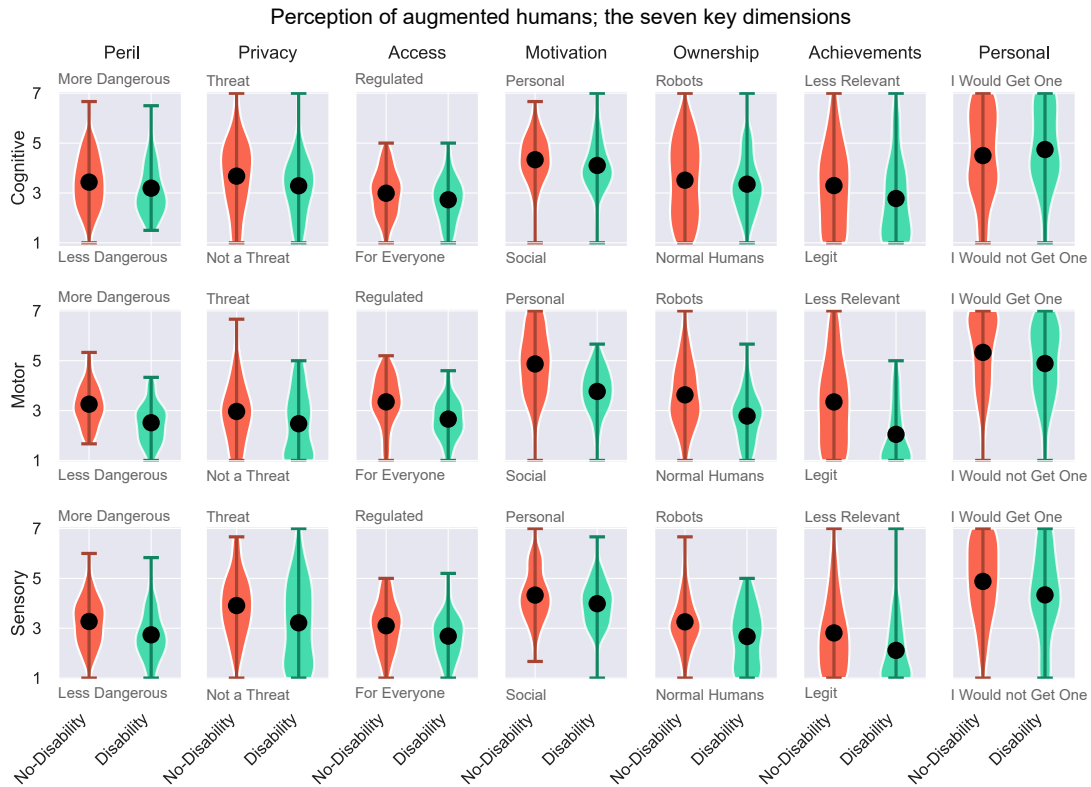 Perception of augmented humans; the seven key dimensions
Peril Privacy Access Motivation Ownership Achievements Personal
More Dangerous Threat Regulated Personal Robots Less Relevant I Would Get One
7
5
Cognitive
3
1
Less Dangerous Not a Threat For Everyone Social Normal Humans Legit I Would not Get One
More Dangerous Threat Regulated Personal Robots Less Relevant I Would Get One
7
5
Motor
3
1
Less Dangerous Not a Threat For Everyone Social Normal Humans Legit I Would not Get One
More Dangerous Threat Regulated Personal Robots Less Relevant I Would Get One
7
5
Sensory
3
1
Less Dangerous Not a Threat For Everyone Social Normal Humans Legit I Would not Get One
No-Disability Disability No-Disability Disability No-Disability Disability No-Disability Disability No-Disability Disability No-Disability Disability No-Disability Disability